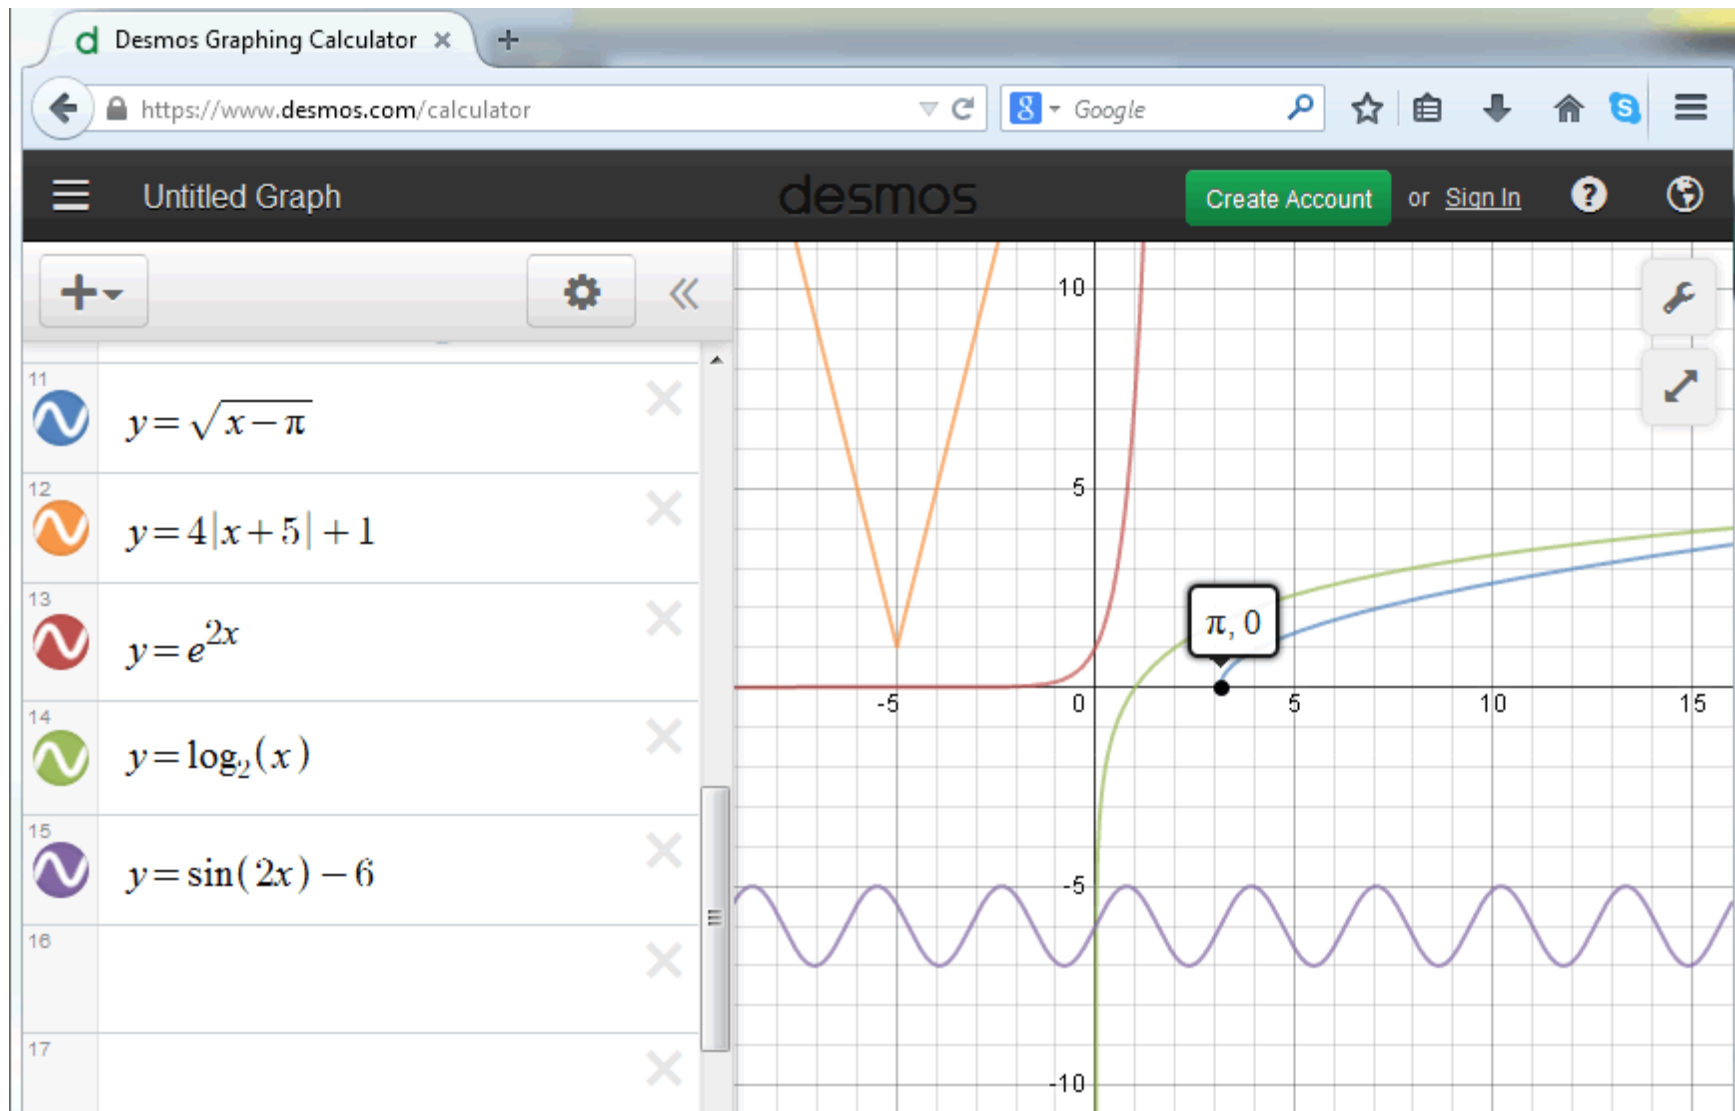 Desmos Graphing Calculator
https://www.desmos.com/calculator
8 Google
S
Untitled Graph
desmos
Create Account or Sign In ?
11
y=√(x−π)
12
y=4|x+5|+1
13
y=e^{2x}
14
y=log₂(x)
15
y=sin(2x)−6
16
17
10
5
π, 0
-5 0 5 10 15
-5
-10